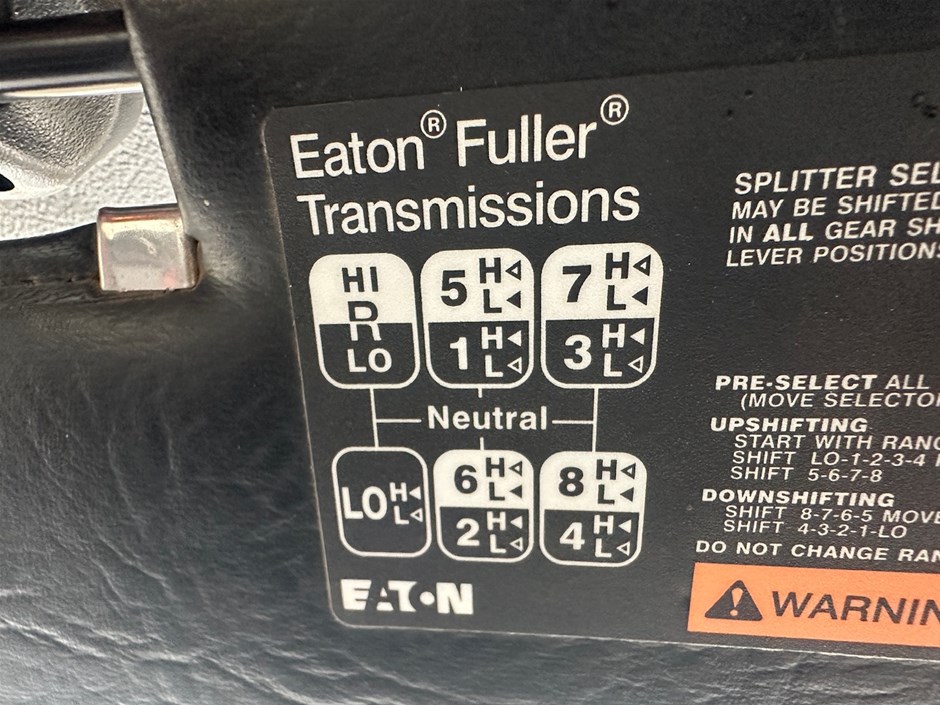 Eaton® Fuller®
Transmissions
HI
R
LO
5 H◁
L◀
1 H◀
L◁
7 H◁
L◀
3 H◀
L◁
Neutral
LO H◀
L◁
6 H◁
L◀
2 H◀
L◁
8 H◁
L◀
4 H◀
L◁
EATON
SPLITTER SEL
MAY BE SHIFTED
IN ALL GEAR SH
LEVER POSITIONS
PRE-SELECT ALL
(MOVE SELECTO
UPSHIFTING
START WITH RANG
SHIFT LO-1-2-3-4
SHIFT 5-6-7-8
DOWNSHIFTING
SHIFT 8-7-6-5 MOVE
SHIFT 4-3-2-1-LO
DO NOT CHANGE RAN
WARNIN